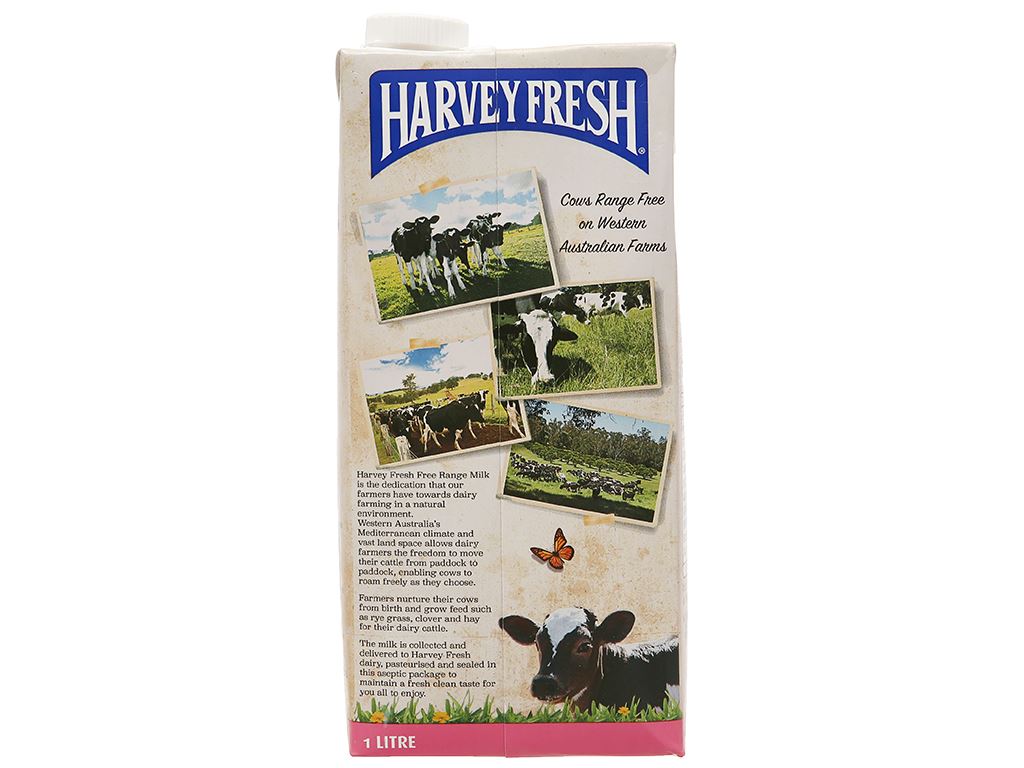 HARVEY FRESH®
Cows Range Free
on Western
Australian Farms
Harvey Fresh Free Range Milk
is the dedication that our
farmers have towards dairy
farming in a natural
environment.
Western Australia's
Mediterranean climate and
vast land space allows dairy
farmers the freedom to move
their cattle from paddock to
paddock, enabling cows to
roam freely as they choose.
Farmers nurture their cows
from birth and grow feed such
as rye grass, clover and hay
for their dairy cattle.
The milk is collected and
delivered to Harvey Fresh
dairy, pasteurised and sealed in
this aseptic package to
maintain a fresh clean taste for
you all to enjoy.
1 LITRE